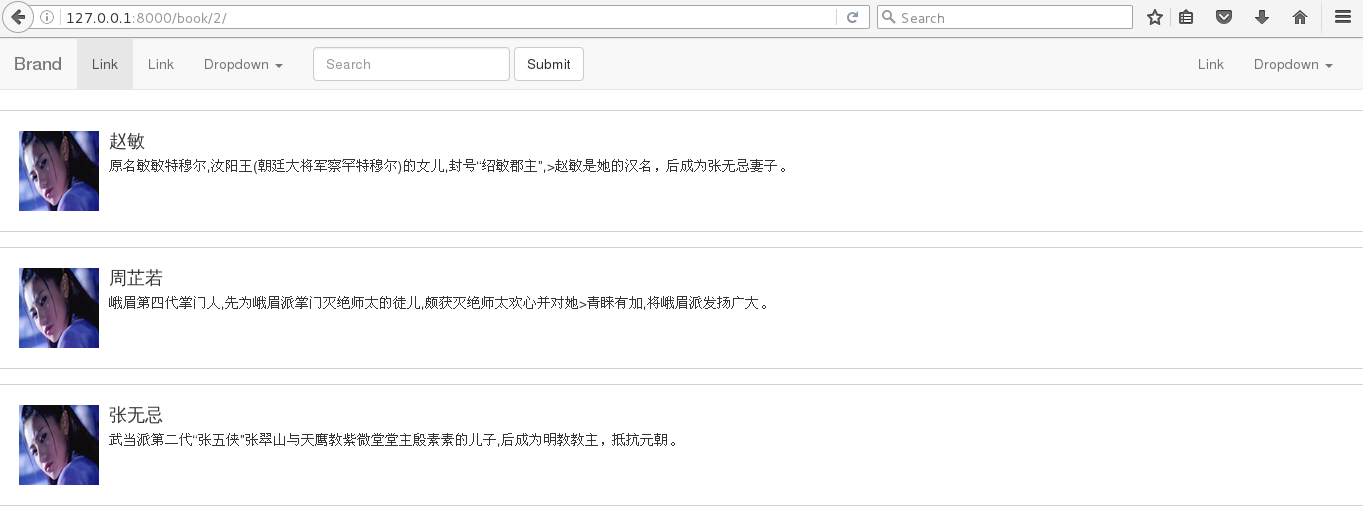 127.0.0.1:8000/book/2/
Search
Brand Link Link Dropdown Search Submit Link Dropdown
赵敏
原名敏敏特穆尔,汝阳王(朝廷大将军察罕特穆尔)的女儿,封号“绍敏郡主”,>赵敏是她的汉名，后成为张无忌妻子。
周芷若
峨眉第四代掌门人,先为峨眉派掌门灭绝师太的徒儿,颇获灭绝师太欢心并对她>青睐有加,将峨眉派发扬广大。
张无忌
武当派第二代“张五侠”张翠山与天鹰教紫微堂堂主殷素素的儿子,后成为明教教主，抵抗元朝。